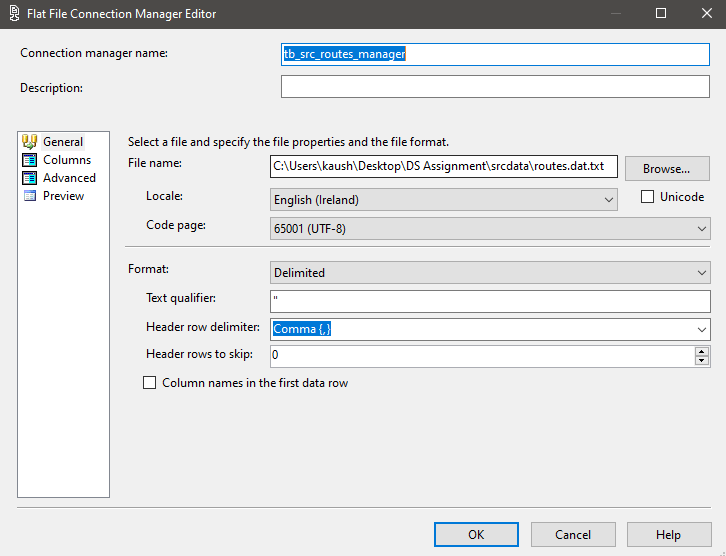 Flat File Connection Manager Editor
Connection manager name: tb_src_routes_manager
Description:
General
Columns
Advanced
Preview
Select a file and specify the file properties and the file format.
File name: C:\Users\kaush\Desktop\DS Assignment\srcdata\routes.dat.txt Browse...
Locale: English (Ireland) Unicode
Code page: 65001 (UTF-8)
Format: Delimited
Text qualifier: "
Header row delimiter: Comma {,}
Header rows to skip: 0
Column names in the first data row
OK Cancel Help